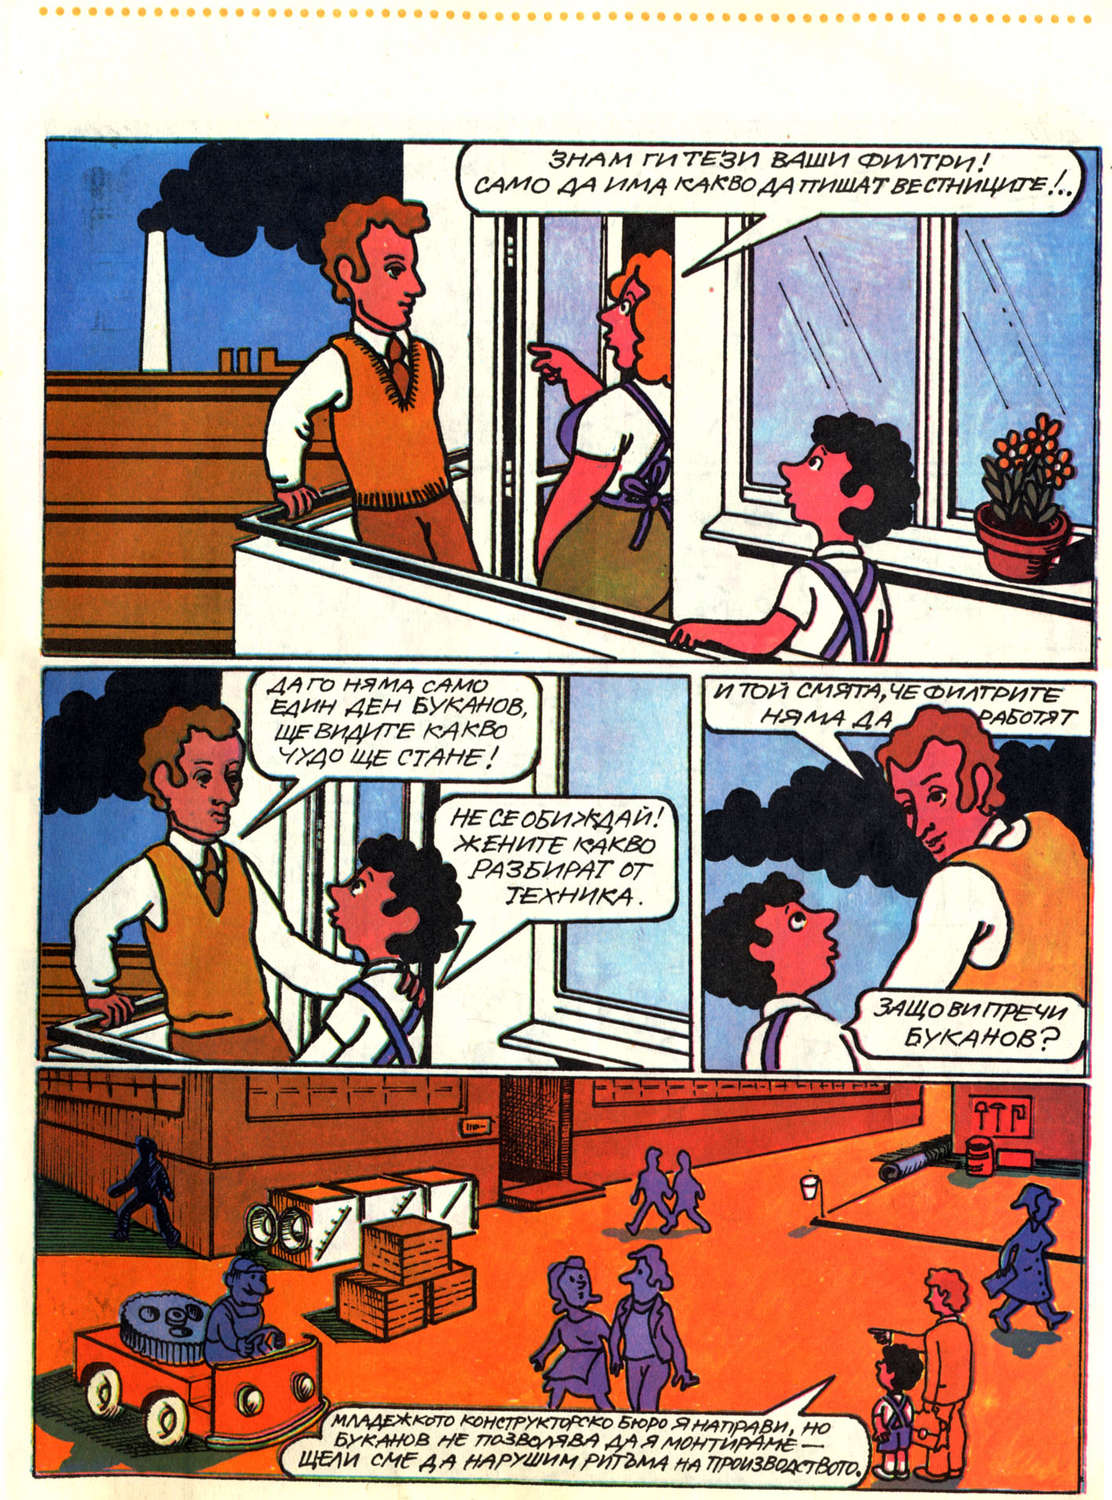 ЗНАМ ГИ ТЕЗИ ВАШИ ФИЛТРИ!
САМО ДА ИМА КАКВО ДА ПИШАТ ВЕСТНИЦИТЕ!..
ДА ГО НЯМА САМО
ЕДИН ДЕН БУКАНОВ,
ЩЕ ВИДИТЕ КАКВО
ЧУДО ЩЕ СТАНЕ!
НЕ СЕ ОБИЖДАЙ!
ЖЕНИТЕ КАКВО
РАЗБИРАТ ОТ
ТЕХНИКА.
И ТОЙ СМЯТА, ЧЕ ФИЛТРИТЕ
НЯМА ДА РАБОТЯТ
ЗАЩО ВИ ПРЕЧИ
БУКАНОВ?
МЛАДЕЖКОТО КОНСТРУКТОРСКО БЮРО Я НАПРАВИ, НО
БУКАНОВ НЕ ПОЗВОЛЯВА ДА Я МОНТИРАМЕ —
ЩЕЛИ СМЕ ДА НАРУШИМ РИТЪМА НА ПРОИЗВОДСТВОТО.